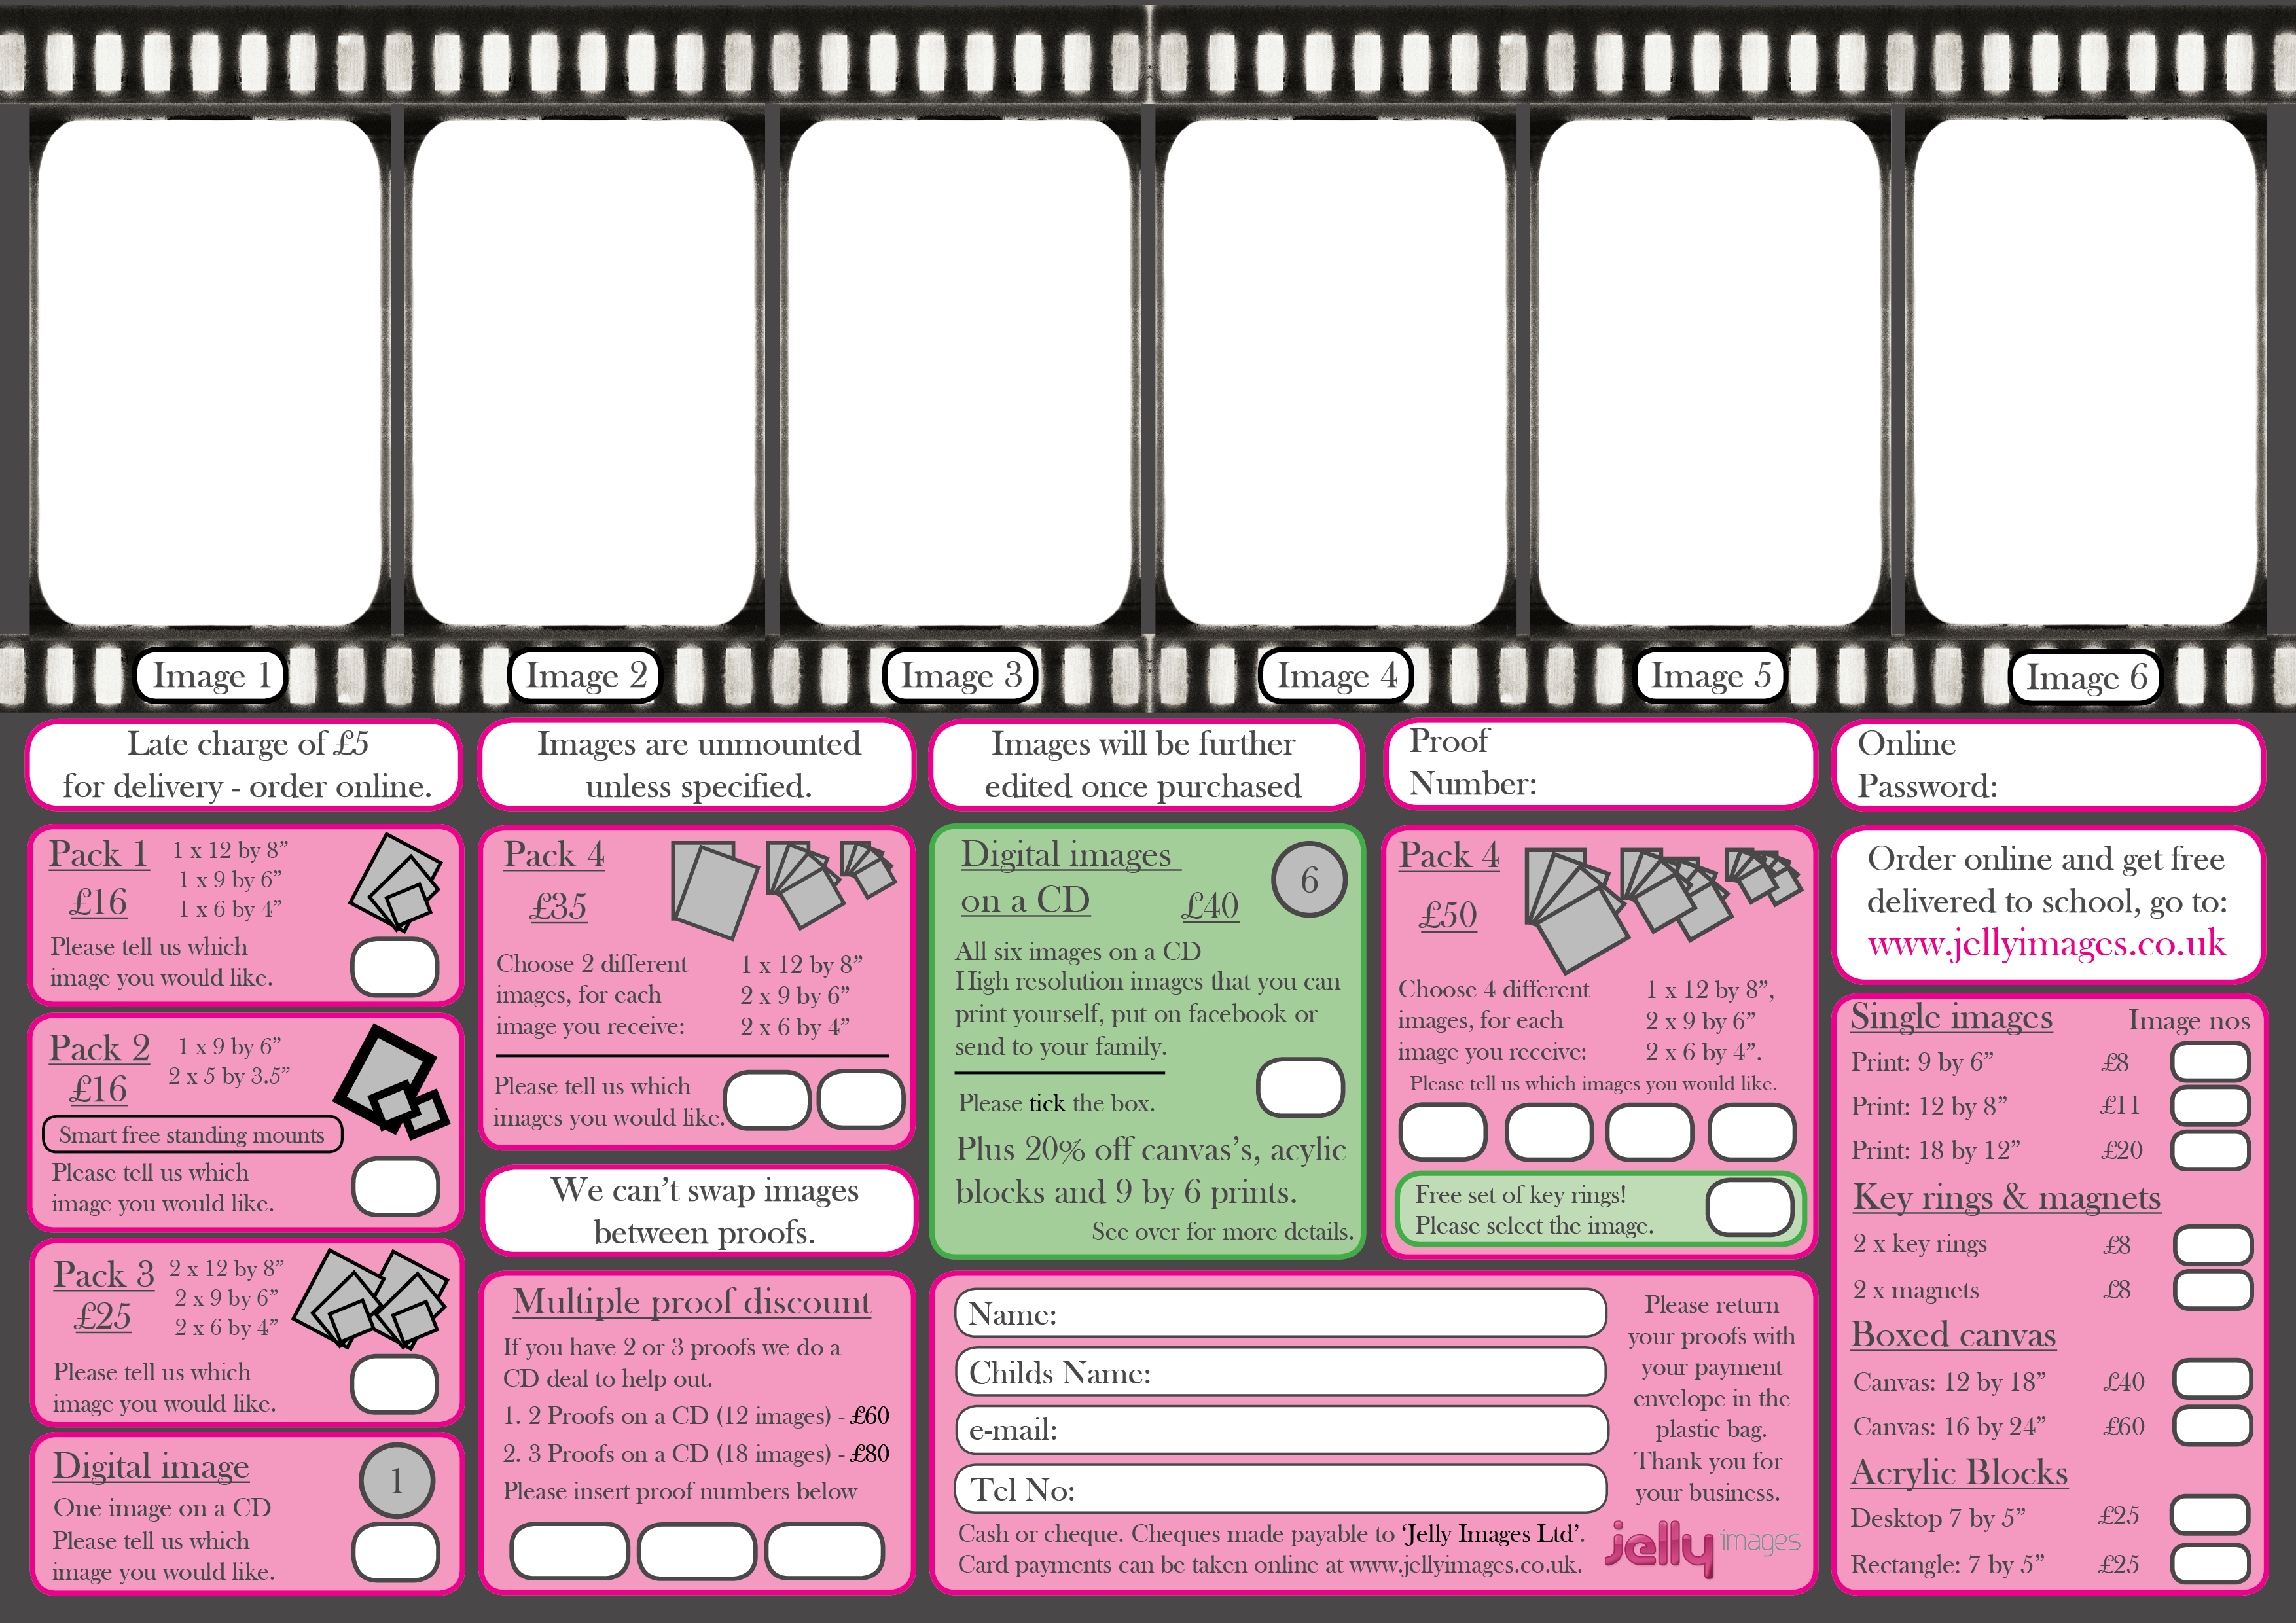 Image 1
Image 2
Image 3
Image 4
Image 5
Image 6
Late charge of £5
for delivery - order online.
Images are unmounted
unless specified.
Images will be further
edited once purchased
Proof
Number:
Online
Password:
Pack 1
£16
1 x 12 by 8”
1 x 9 by 6”
1 x 6 by 4”
Please tell us which
image you would like.
Pack 2
£16
1 x 9 by 6”
2 x 5 by 3.5”
Smart free standing mounts
Please tell us which
image you would like.
Pack 3
£25
2 x 12 by 8”
2 x 9 by 6”
2 x 6 by 4”
Please tell us which
image you would like.
Digital image
1
One image on a CD
Please tell us which
image you would like.
Pack 4
£35
Choose 2 different
images, for each
image you receive:
1 x 12 by 8”
2 x 9 by 6”
2 x 6 by 4”
Please tell us which
images you would like.
We can’t swap images
between proofs.
Multiple proof discount
If you have 2 or 3 proofs we do a
CD deal to help out.
1. 2 Proofs on a CD (12 images) - £60
2. 3 Proofs on a CD (18 images) - £80
Please insert proof numbers below
Digital images
on a CD £40
6
All six images on a CD
High resolution images that you can
print yourself, put on facebook or
send to your family.
Please tick the box.
Plus 20% off canvas’s, acylic
blocks and 9 by 6 prints.
See over for more details.
Pack 4
£50
Choose 4 different
images, for each
image you receive:
1 x 12 by 8”,
2 x 9 by 6”
2 x 6 by 4”.
Please tell us which images you would like.
Free set of key rings!
Please select the image.
Name:
Childs Name:
e-mail:
Tel No:
Cash or cheque. Cheques made payable to ‘Jelly Images Ltd’.
Card payments can be taken online at www.jellyimages.co.uk.
Please return
your proofs with
your payment
envelope in the
plastic bag.
Thank you for
your business.
jelly images
Order online and get free
delivered to school, go to:
www.jellyimages.co.uk
Single images Image nos
Print: 9 by 6” £8
Print: 12 by 8” £11
Print: 18 by 12” £20
Key rings & magnets
2 x key rings £8
2 x magnets £8
Boxed canvas
Canvas: 12 by 18” £40
Canvas: 16 by 24” £60
Acrylic Blocks
Desktop 7 by 5” £25
Rectangle: 7 by 5” £25